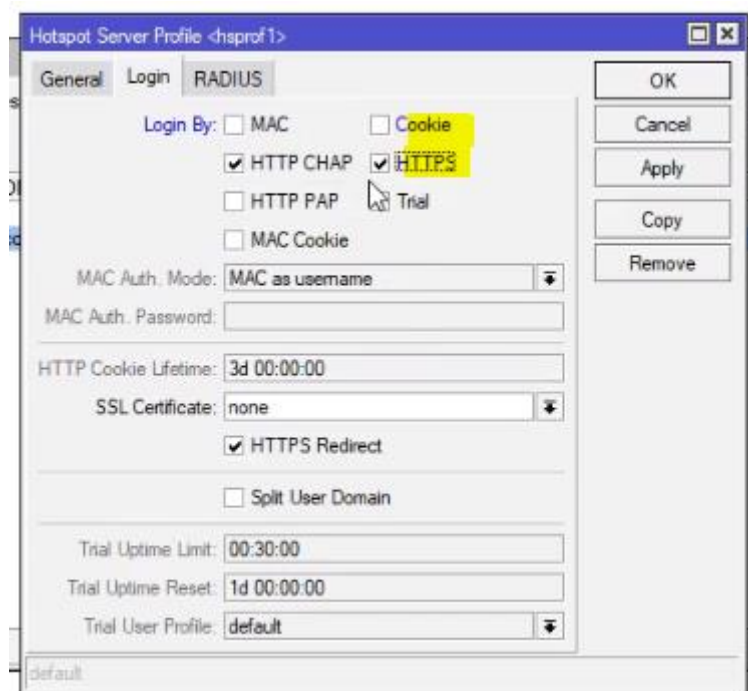 Hotspot Server Profile <hsprof1>
General Login RADIUS
OK
Login By: MAC Cookie
Cancel
HTTP CHAP HTTPS
Apply
HTTP PAP Trial
Copy
MAC Cookie
Remove
MAC Auth. Mode: MAC as username
MAC Auth. Password:
HTTP Cookie Lifetime: 3d 00:00:00
SSL Certificate: none
HTTPS Redirect
Split User Domain
Trial Uptime Limit: 00:30:00
Trial Uptime Reset: 1d 00:00:00
Trial User Profile: default
default